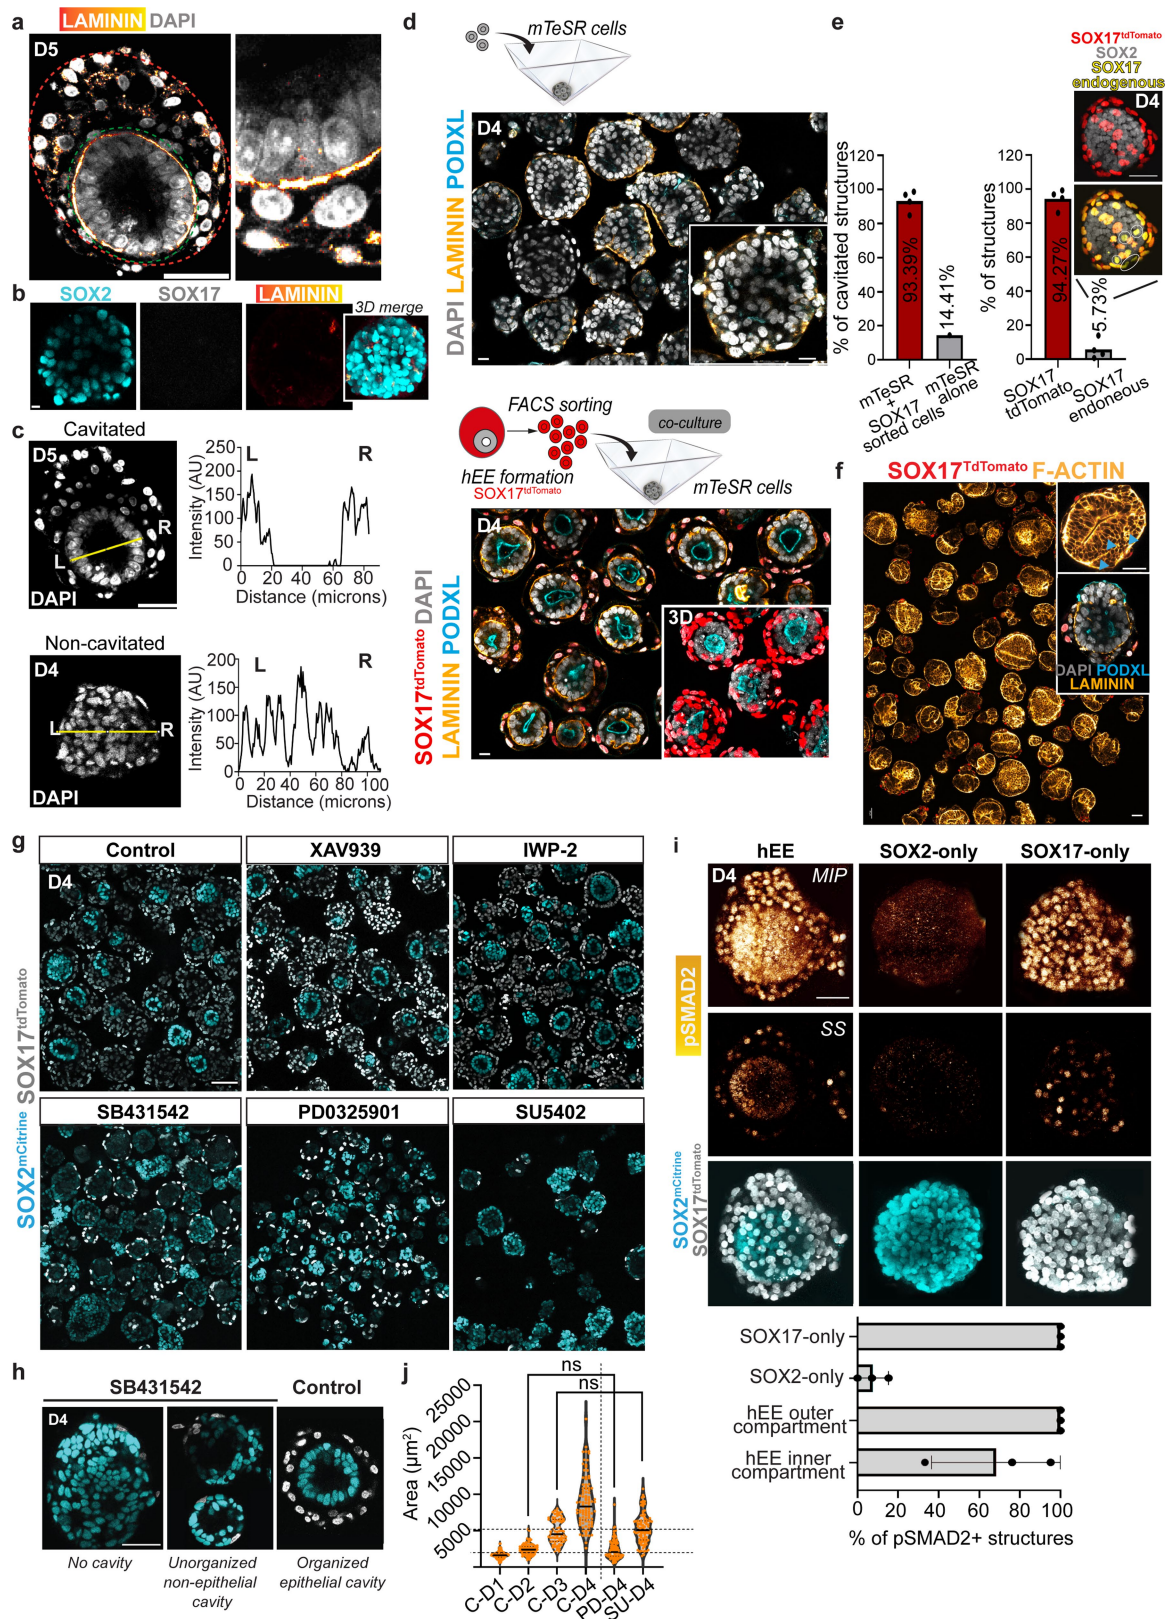 a
LAMININ DAPI
D5
b
SOX2
SOX17
LAMININ
3D merge
c
Cavitated
D5
L
R
DAPI
Intensity (AU)
250
200
150
100
50
0
L
R
0 20 40 60 80
Distance (microns)
Non-cavitated
D4
L
R
DAPI
Intensity (AU)
200
150
100
50
0
L
R
0 20 40 60 80 100
Distance (microns)
d
mTeSR cells
DAPI LAMININ PODXL
D4
FACS sorting
co-culture
hEE formation
SOX17tdTomato
mTeSR cells
SOX17tdTomato DAPI
LAMININ PODXL
D4
3D
e
SOX17tdTomato
SOX2
SOX17
endogenous
D4
% of cavitated structures
120
100
80
60
40
20
0
93.39%
14.41%
mTeSR
+
SOX17
sorted cells
mTeSR
alone
% of structures
120
100
80
60
40
20
0
94.27%
5.73%
SOX17
tdTomato
SOX17
endoneous
f
SOX17TdTomato F-ACTIN
DAPI PODXL
LAMININ
g
Control
XAV939
IWP-2
D4
SB431542
PD0325901
SU5402
SOX2mCitrine SOX17tdTomato
h
SB431542
Control
D4
No cavity
Unorganized
non-epithelial
cavity
Organized
epithelial cavity
i
hEE
SOX2-only
SOX17-only
D4
MIP
pSMAD2
SS
SOX2mCitrine
SOX17tdTomato
SOX17-only
SOX2-only
hEE outer
compartment
hEE inner
compartment
0 20 40 60 80 100
% of pSMAD2+ structures
j
ns
ns
Area (µm²)
25000
20000
15000
10000
5000
C-D1
C-D2
C-D3
C-D4
PD-D4
SU-D4